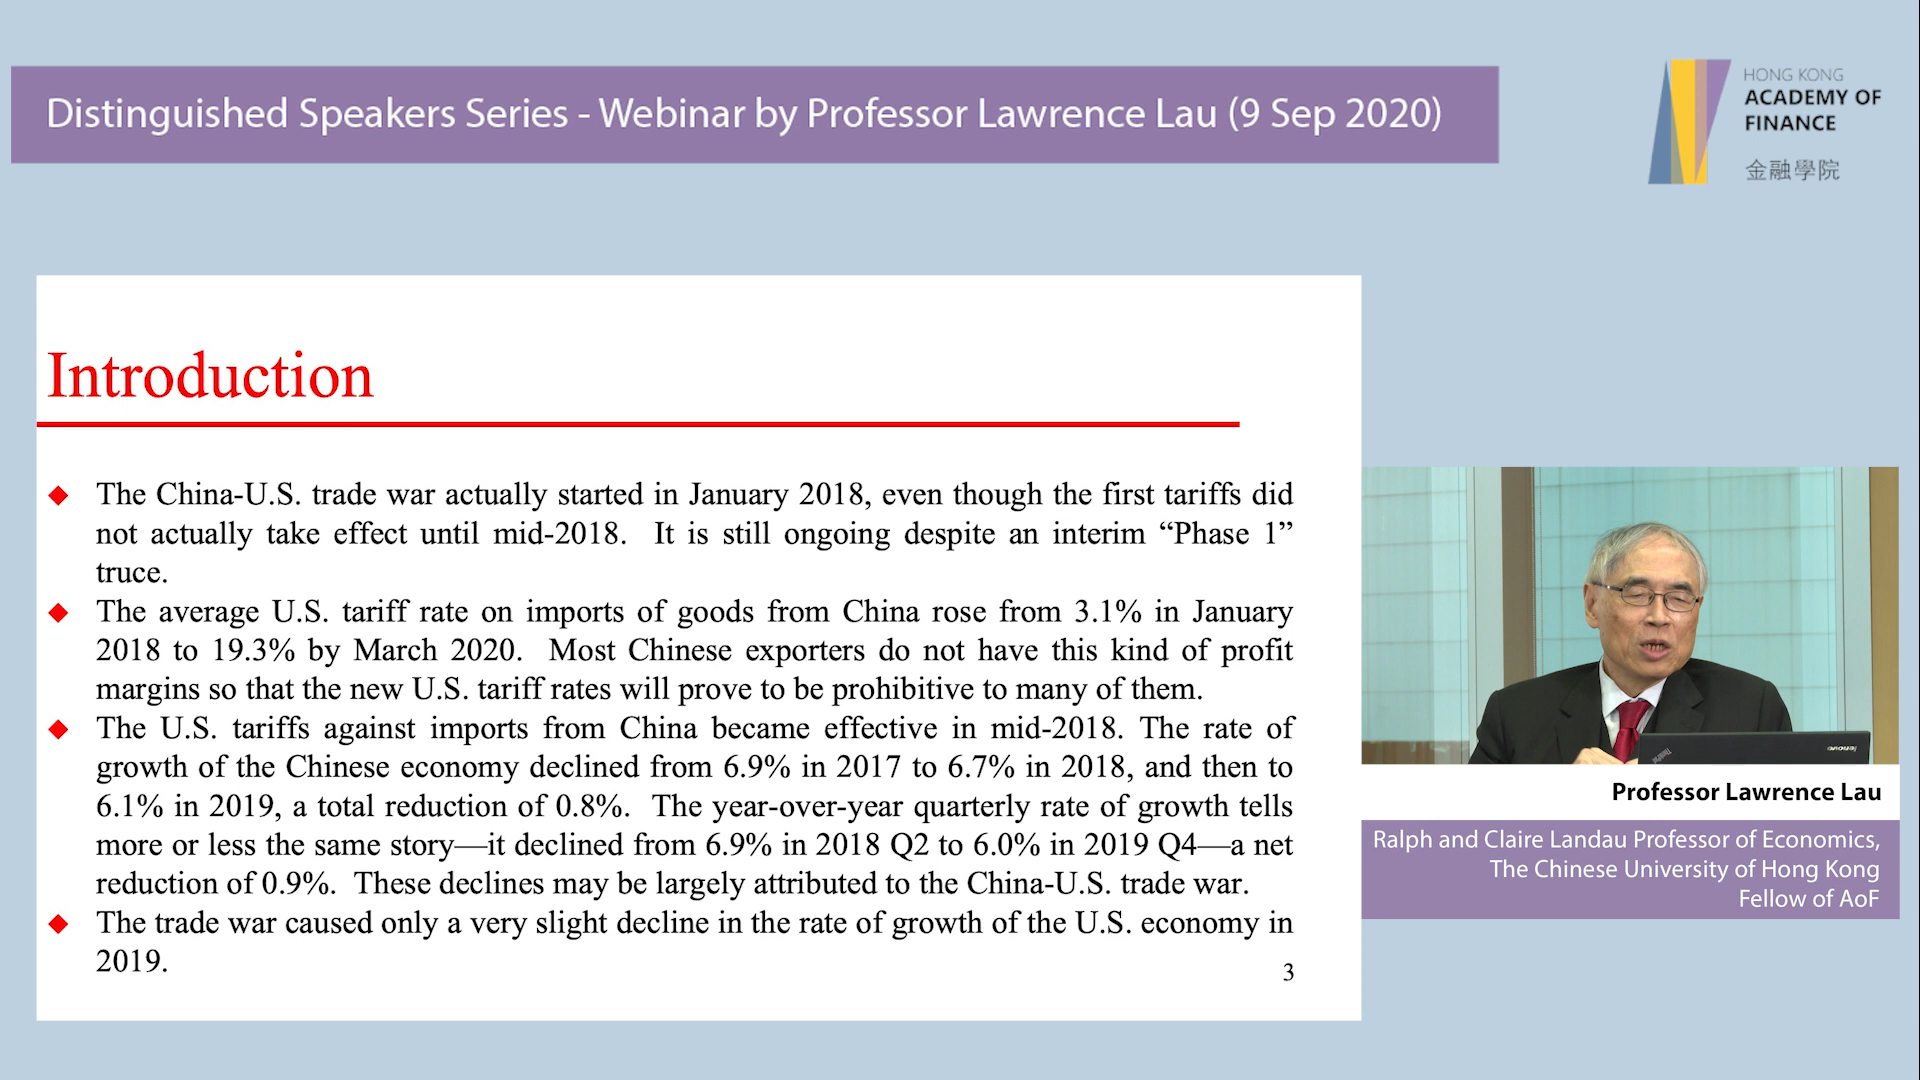 Distinguished Speakers Series - Webinar by Professor Lawrence Lau (9 Sep 2020)
HONG KONG
ACADEMY OF
FINANCE
金融學院
Introduction
The China-U.S. trade war actually started in January 2018, even though the first tariffs did
not actually take effect until mid-2018. It is still ongoing despite an interim “Phase 1”
truce.
The average U.S. tariff rate on imports of goods from China rose from 3.1% in January
2018 to 19.3% by March 2020. Most Chinese exporters do not have this kind of profit
margins so that the new U.S. tariff rates will prove to be prohibitive to many of them.
The U.S. tariffs against imports from China became effective in mid-2018. The rate of
growth of the Chinese economy declined from 6.9% in 2017 to 6.7% in 2018, and then to
6.1% in 2019, a total reduction of 0.8%. The year-over-year quarterly rate of growth tells
more or less the same story—it declined from 6.9% in 2018 Q2 to 6.0% in 2019 Q4—a net
reduction of 0.9%. These declines may be largely attributed to the China-U.S. trade war.
The trade war caused only a very slight decline in the rate of growth of the U.S. economy in
2019.
3
ThinkPad
lenovo
Professor Lawrence Lau
Ralph and Claire Landau Professor of Economics,
The Chinese University of Hong Kong
Fellow of AoF